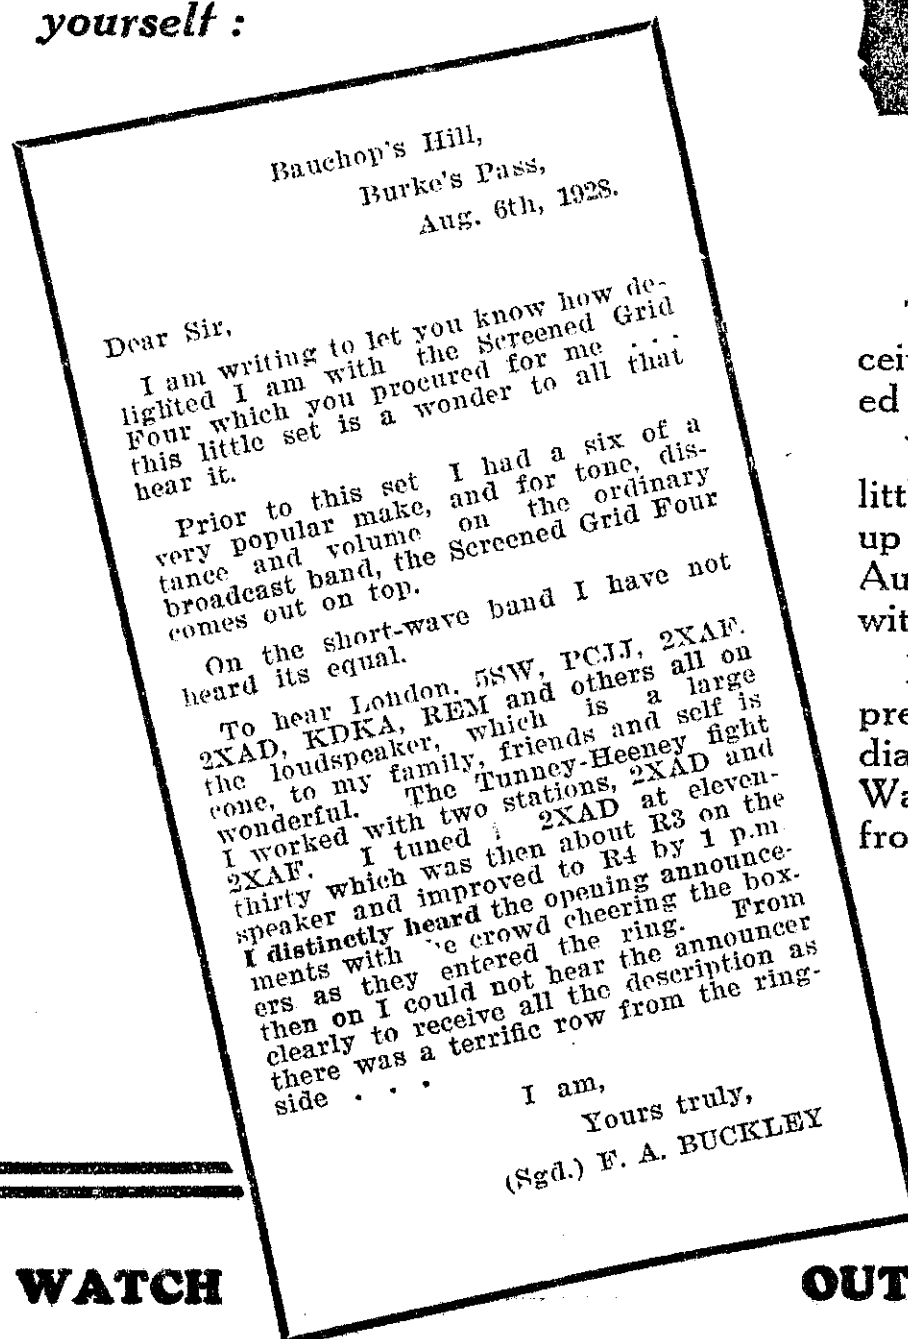 yourself :
Bauchop's Hill,
Burke's Pass,
Aug. 6th, 1928.
Dear Sir,
I am writing to let you know how de-
lighted I am with the Screened Grid
Four which you procured for me . . .
this little set is a wonder to all that
hear it.
Prior to this set I had a six of a
very popular make, and for tone, dis-
tance and volume on the ordinary
broadcast band, the Screened Grid Four
comes out on top.
On the short-wave band I have not
heard its equal.
To hear London, 5SW, PCJJ, 2XAF.
2XAD, KDKA, REM and others all on
the loudspeaker, which is a large
cone, to my family, friends and self is
wonderful. The Tunney-Heeney fight
I worked with two stations, 2XAD and
2XAF. I tuned 2XAD at eleven-
thirty which was then about R3 on the
speaker and improved to R4 by 1 p.m
I distinctly heard the opening announce-
ments with e crowd cheering the box-
ers as they entered the ring. From
then on I could not hear the announcer
clearly to receive all the description as
there was a terrific row from the ring-
side . . .
I am,
Yours truly,
(Sgd.) F. A. BUCKLEY
WATCH OUT
cei
ed
litt
up
Au
wit
pre
dia
Wa
fro